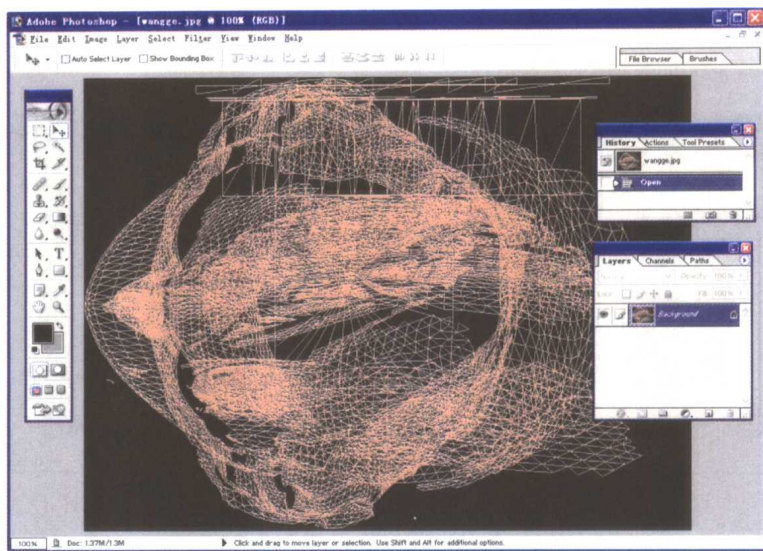 Adobe Photoshop - [wangge.jpg @ 100% (RGB)]
File Edit Image Layer Select Filter View Window Help
Auto Select Layer Show Bounding Box
File Browser Brushes
History Actions Tool Presets
wangge.jpg
Open
Layers Channels Paths
Opacity: 100%
Lock: Fill: 100%
Background
100% Doc: 1.37M/1.3M Click and drag to move layer or selection. Use Shift and Alt for additional options.